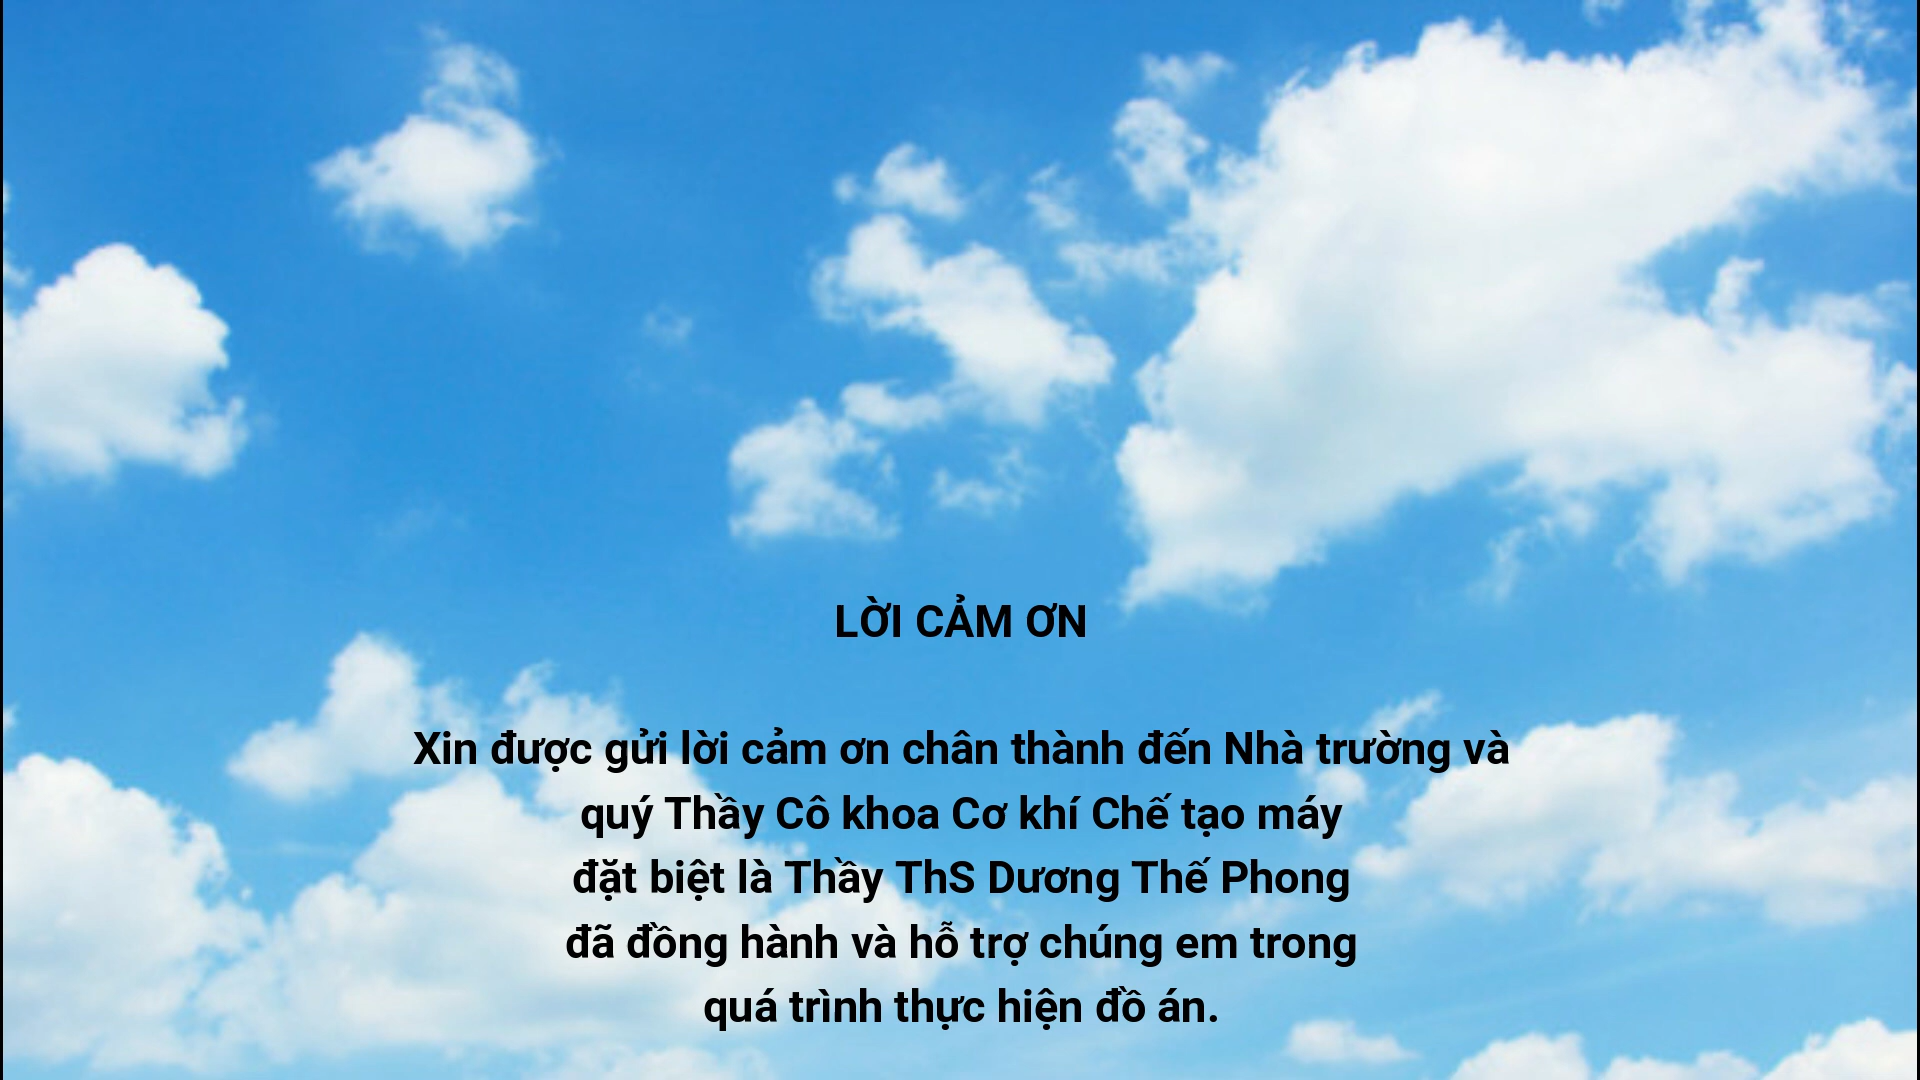 LỜI CẢM ƠN
Xin được gửi lời cảm ơn chân thành đến Nhà trường và
quý Thầy Cô khoa Cơ khí Chế tạo máy
đặt biệt là Thầy ThS Dương Thế Phong
đã đồng hành và hỗ trợ chúng em trong
quá trình thực hiện đồ án.